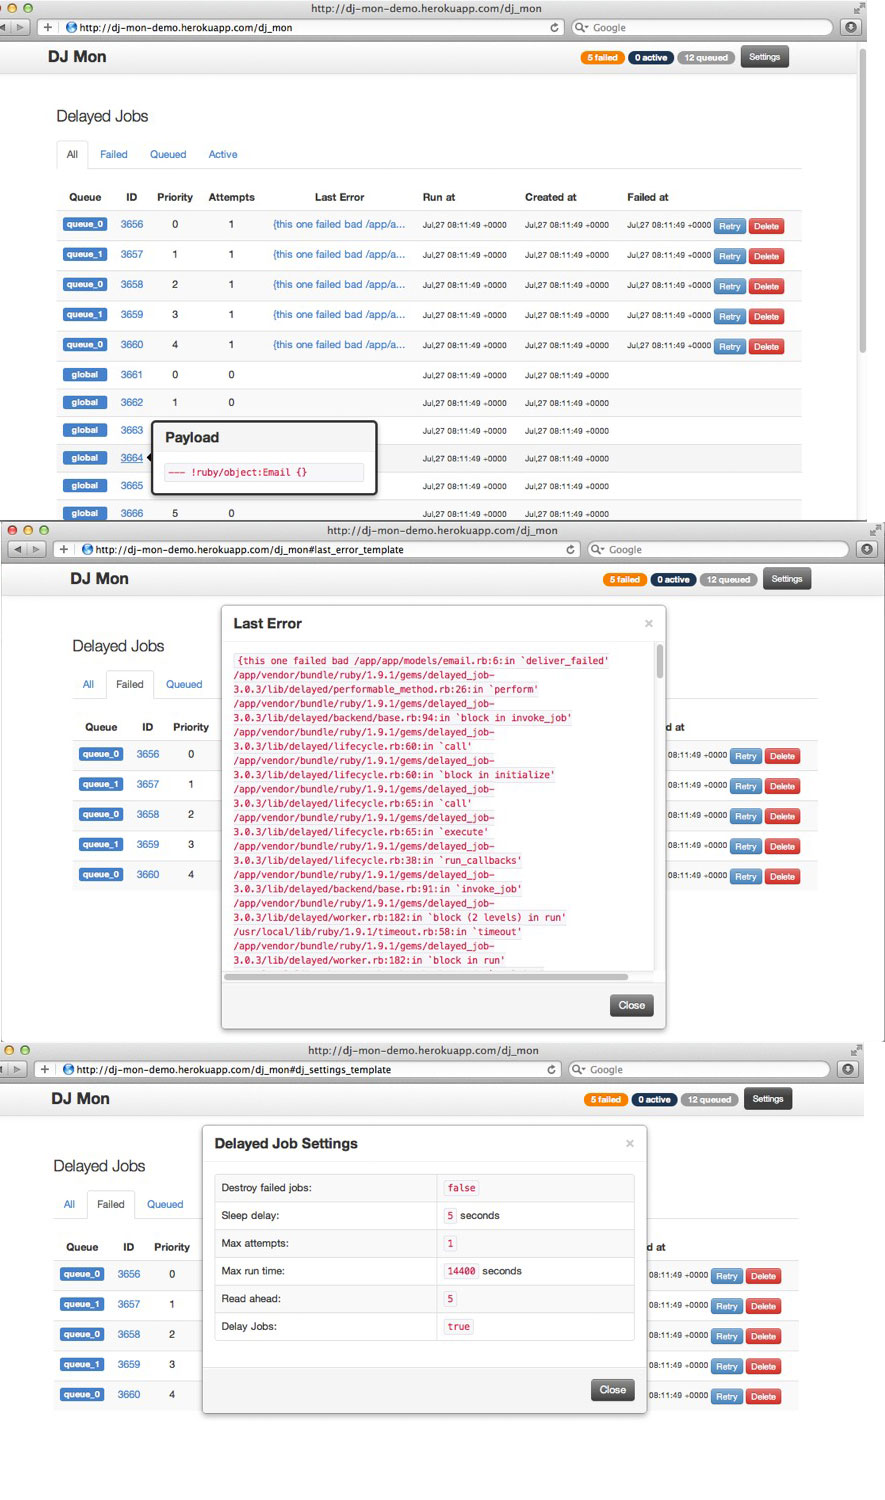 http://dj-mon-demo.herokuapp.com/dj_mon
http://dj-mon-demo.herokuapp.com/dj_mon Google
DJ Mon 5 failed 0 active 12 queued Settings
Delayed Jobs
All Failed Queued Active
Queue ID Priority Attempts Last Error Run at Created at Failed at
queue_0 3656 0 1 {this one failed bad /app/a... Jul,27 08:11:49 +0000 Jul,27 08:11:49 +0000 Jul,27 08:11:49 +0000 Retry Delete
queue_1 3657 1 1 {this one failed bad /app/a... Jul,27 08:11:49 +0000 Jul,27 08:11:49 +0000 Jul,27 08:11:49 +0000 Retry Delete
queue_0 3658 2 1 {this one failed bad /app/a... Jul,27 08:11:49 +0000 Jul,27 08:11:49 +0000 Jul,27 08:11:49 +0000 Retry Delete
queue_1 3659 3 1 {this one failed bad /app/a... Jul,27 08:11:49 +0000 Jul,27 08:11:49 +0000 Jul,27 08:11:49 +0000 Retry Delete
queue_0 3660 4 1 {this one failed bad /app/a... Jul,27 08:11:49 +0000 Jul,27 08:11:49 +0000 Jul,27 08:11:49 +0000 Retry Delete
global 3661 0 0 Jul,27 08:11:49 +0000 Jul,27 08:11:49 +0000
global 3662 1 0 Jul,27 08:11:49 +0000 Jul,27 08:11:49 +0000
global 3663 Jul,27 08:11:49 +0000 Jul,27 08:11:49 +0000
Payload
global 3664 Jul,27 08:11:49 +0000 Jul,27 08:11:49 +0000
--- !ruby/object:Email {}
global 3665 Jul,27 08:11:49 +0000 Jul,27 08:11:49 +0000
global 3666 5 0 Jul,27 08:11:49 +0000 Jul,27 08:11:49 +0000
http://dj-mon-demo.herokuapp.com/dj_mon
http://dj-mon-demo.herokuapp.com/dj_mon#last_error_template Google
DJ Mon 5 failed 0 active 12 queued Settings
Delayed Jobs
All Failed Queued
Queue ID Priority d at
queue_0 3656 0 08:11:49 +0000 Retry Delete
queue_1 3657 1 08:11:49 +0000 Retry Delete
queue_0 3658 2 08:11:49 +0000 Retry Delete
queue_1 3659 3 08:11:49 +0000 Retry Delete
queue_0 3660 4 08:11:49 +0000 Retry Delete
Last Error ×
{this one failed bad /app/app/models/email.rb:6:in `deliver_failed'
/app/vendor/bundle/ruby/1.9.1/gems/delayed_job-
3.0.3/lib/delayed/performable_method.rb:26:in `perform'
/app/vendor/bundle/ruby/1.9.1/gems/delayed_job-
3.0.3/lib/delayed/backend/base.rb:94:in `block in invoke_job'
/app/vendor/bundle/ruby/1.9.1/gems/delayed_job-
3.0.3/lib/delayed/lifecycle.rb:60:in `call'
/app/vendor/bundle/ruby/1.9.1/gems/delayed_job-
3.0.3/lib/delayed/lifecycle.rb:60:in `block in initialize'
/app/vendor/bundle/ruby/1.9.1/gems/delayed_job-
3.0.3/lib/delayed/lifecycle.rb:65:in `call'
/app/vendor/bundle/ruby/1.9.1/gems/delayed_job-
3.0.3/lib/delayed/lifecycle.rb:65:in `execute'
/app/vendor/bundle/ruby/1.9.1/gems/delayed_job-
3.0.3/lib/delayed/lifecycle.rb:38:in `run_callbacks'
/app/vendor/bundle/ruby/1.9.1/gems/delayed_job-
3.0.3/lib/delayed/backend/base.rb:91:in `invoke_job'
/app/vendor/bundle/ruby/1.9.1/gems/delayed_job-
3.0.3/lib/delayed/worker.rb:182:in `block (2 levels) in run'
/usr/local/lib/ruby/1.9.1/timeout.rb:58:in `timeout'
/app/vendor/bundle/ruby/1.9.1/gems/delayed_job-
3.0.3/lib/delayed/worker.rb:182:in `block in run'
Close
http://dj-mon-demo.herokuapp.com/dj_mon
http://dj-mon-demo.herokuapp.com/dj_mon#dj_settings_template Google
DJ Mon 5 failed 0 active 12 queued Settings
Delayed Jobs
All Failed Queued
Queue ID Priority d at
queue_0 3656 0 08:11:49 +0000 Retry Delete
queue_1 3657 1 08:11:49 +0000 Retry Delete
queue_0 3658 2 08:11:49 +0000 Retry Delete
queue_1 3659 3 08:11:49 +0000 Retry Delete
queue_0 3660 4 08:11:49 +0000 Retry Delete
Delayed Job Settings ×
Destroy failed jobs: false
Sleep delay: 5 seconds
Max attempts: 1
Max run time: 14400 seconds
Read ahead: 5
Delay Jobs: true
Close